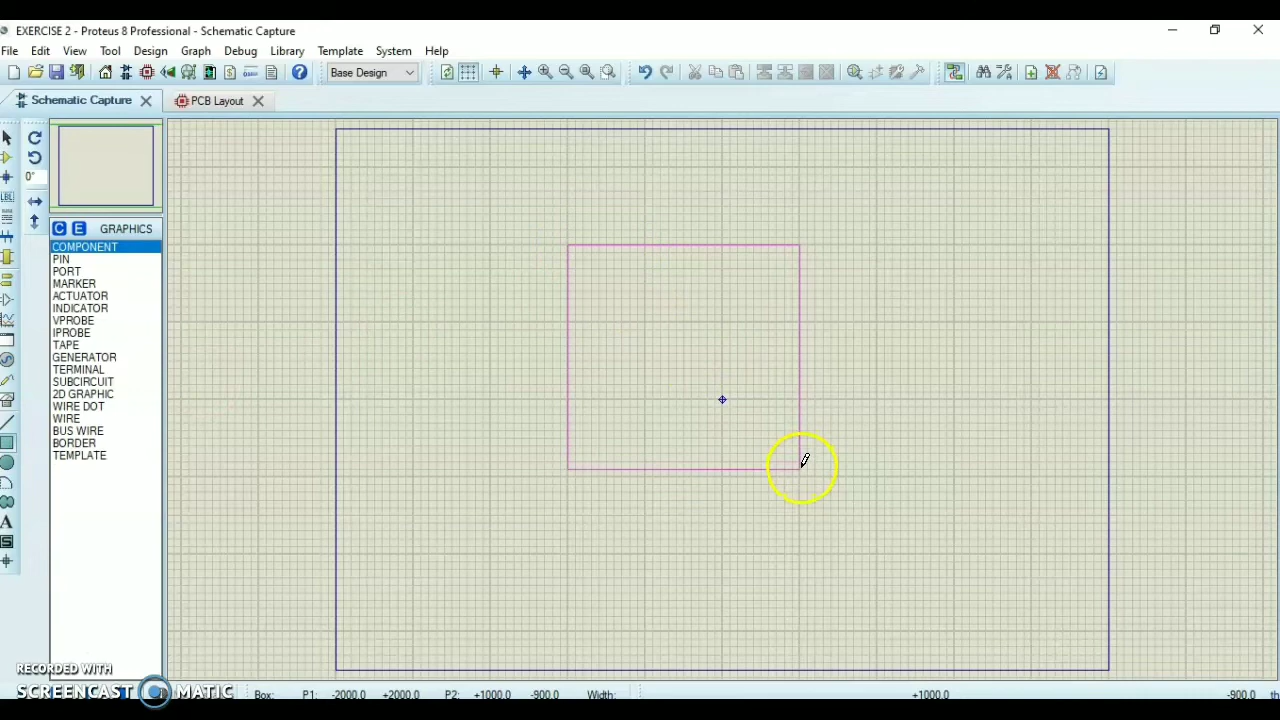 EXERCISE 2 - Proteus 8 Professional - Schematic Capture
File Edit View Tool Design Graph Debug Library Template System Help
Base Design
Schematic Capture
PCB Layout
0°
LBL
C E GRAPHICS
COMPONENT
PIN
PORT
MARKER
ACTUATOR
INDICATOR
VPROBE
IPROBE
TAPE
GENERATOR
TERMINAL
SUBCIRCUIT
2D GRAPHIC
WIRE DOT
WIRE
BUS WIRE
BORDER
TEMPLATE
A
S
RECORDED WITH
SCREENCAST MATIC
Box: P1: -2000.0 +2000.0 P2: +1000.0 -900.0 Width: +1000.0 -900.0 th